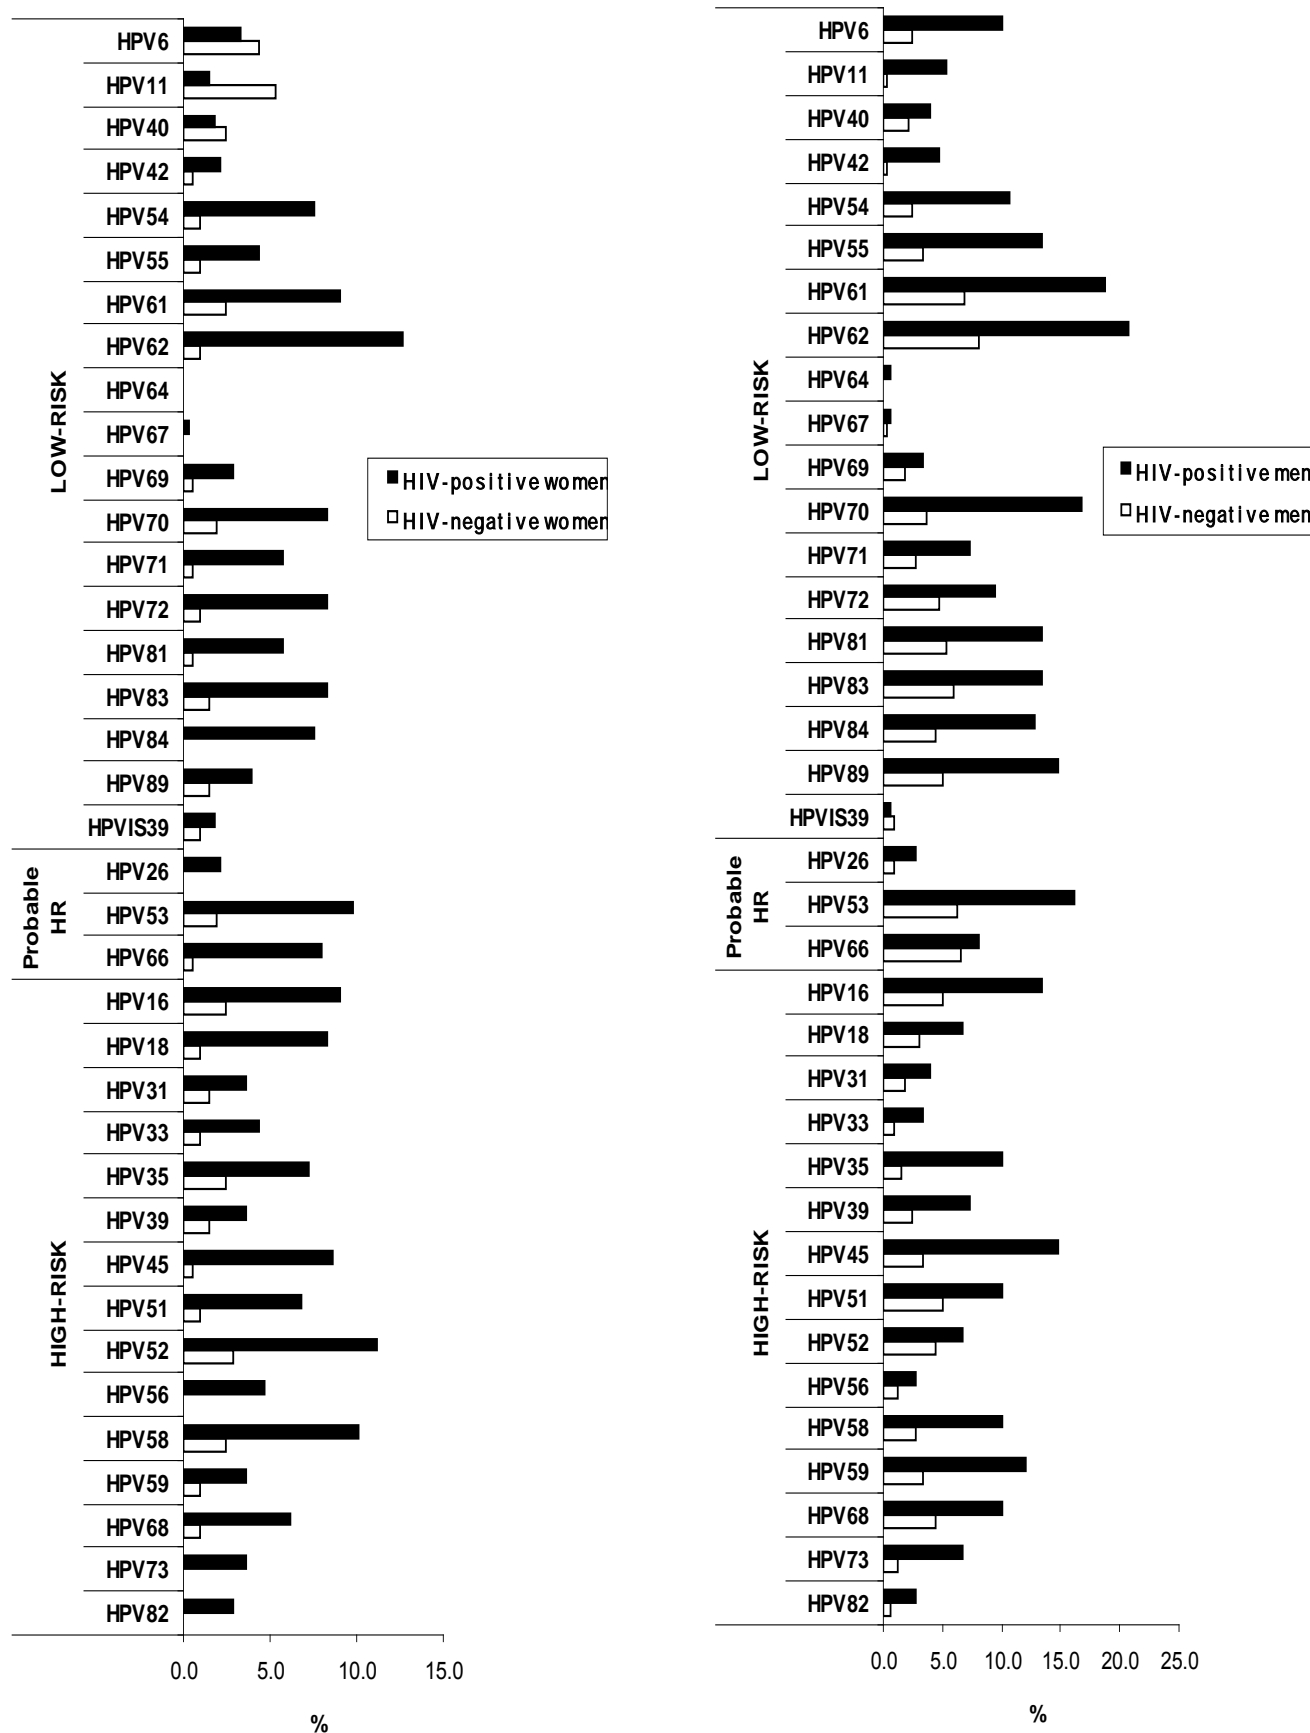 LOW-RISK
HPV6
HPV11
HPV40
HPV42
HPV54
HPV55
HPV61
HPV62
HPV64
HPV67
HPV69
HPV70
HPV71
HPV72
HPV81
HPV83
HPV84
HPV89
HPVIS39
Probable
HR
HPV26
HPV53
HPV66
HIGH-RISK
HPV16
HPV18
HPV31
HPV33
HPV35
HPV39
HPV45
HPV51
HPV52
HPV56
HPV58
HPV59
HPV68
HPV73
HPV82
HIV-positive women
HIV-negative women
0.0 5.0 10.0 15.0
%
LOW-RISK
HPV6
HPV11
HPV40
HPV42
HPV54
HPV55
HPV61
HPV62
HPV64
HPV67
HPV69
HPV70
HPV71
HPV72
HPV81
HPV83
HPV84
HPV89
HPVIS39
Probable
HR
HPV26
HPV53
HPV66
HIGH-RISK
HPV16
HPV18
HPV31
HPV33
HPV35
HPV39
HPV45
HPV51
HPV52
HPV56
HPV58
HPV59
HPV68
HPV73
HPV82
HIV-positive men
HIV-negative men
0.0 5.0 10.0 15.0 20.0 25.0
%